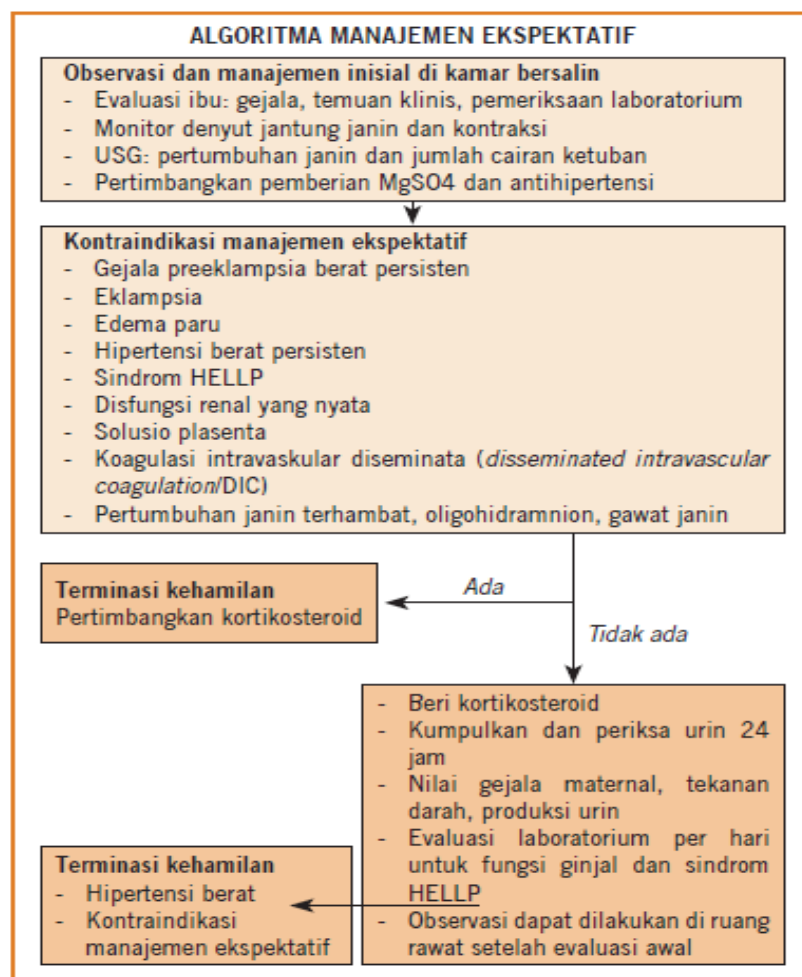 ALGORITMA MANAJEMEN EKSPEKTATIF
Observasi dan manajemen inisial di kamar bersalin
- Evaluasi ibu: gejala, temuan klinis, pemeriksaan laboratorium
- Monitor denyut jantung janin dan kontraksi
- USG: pertumbuhan janin dan jumlah cairan ketuban
- Pertimbangkan pemberian MgSO4 dan antihipertensi
Kontraindikasi manajemen ekspektatif
- Gejala preeklampsia berat persisten
- Eklampsia
- Edema paru
- Hipertensi berat persisten
- Sindrom HELLP
- Disfungsi renal yang nyata
- Solusio plasenta
- Koagulasi intravaskular diseminata (disseminated intravascular
coagulation/DIC)
- Pertumbuhan janin terhambat, oligohidramnion, gawat janin
Ada
Terminasi kehamilan
Pertimbangkan kortikosteroid
Tidak ada
- Beri kortikosteroid
- Kumpulkan dan periksa urin 24
jam
- Nilai gejala maternal, tekanan
darah, produksi urin
- Evaluasi laboratorium per hari
untuk fungsi ginjal dan sindrom
HELLP
- Observasi dapat dilakukan di ruang
rawat setelah evaluasi awal
Terminasi kehamilan
- Hipertensi berat
- Kontraindikasi
manajemen ekspektatif